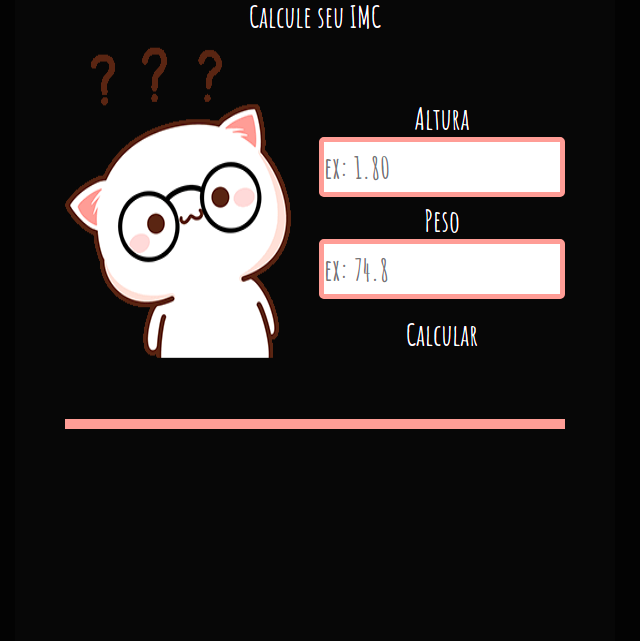 Calcule seu IMC
? ? ?
Altura
ex: 1.80
Peso
ex: 74.8
Calcular